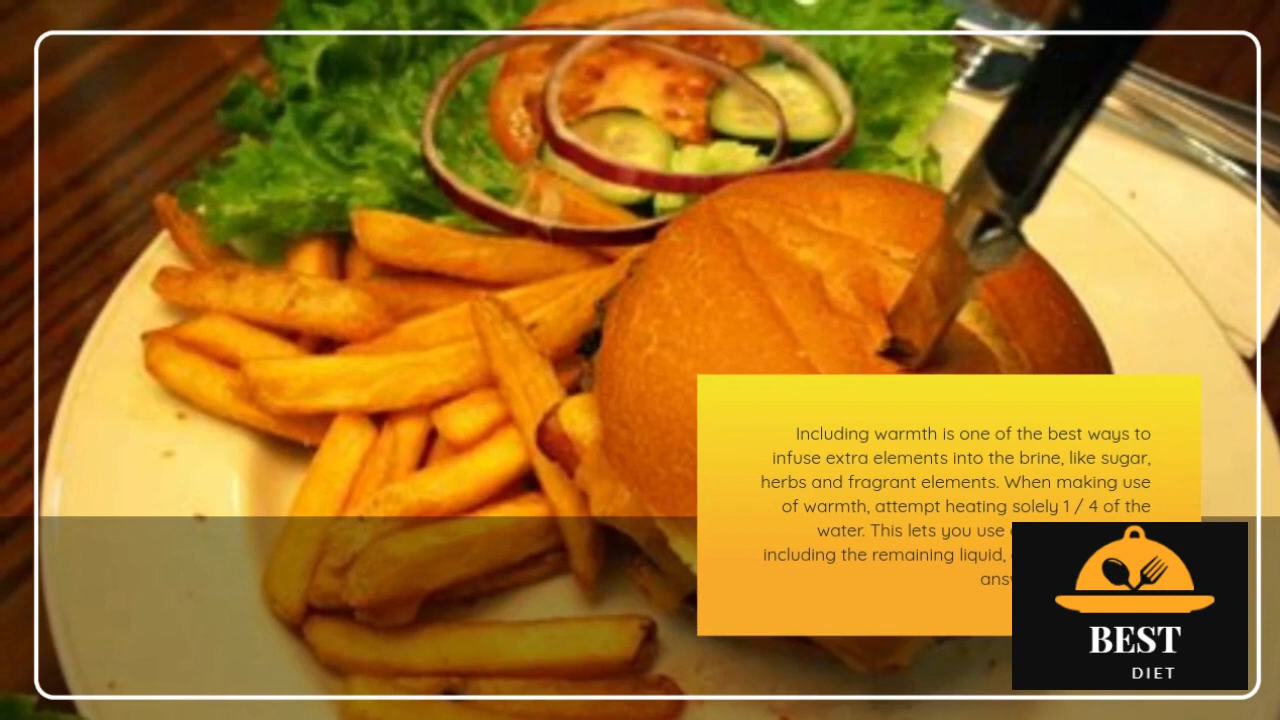 Including warmth is one of the best ways to
infuse extra elements into the brine, like sugar,
herbs and fragrant elements. When making use
of warmth, attempt heating solely 1 / 4 of the
water. This lets you use
including the remaining liquid,
BEST
DIET